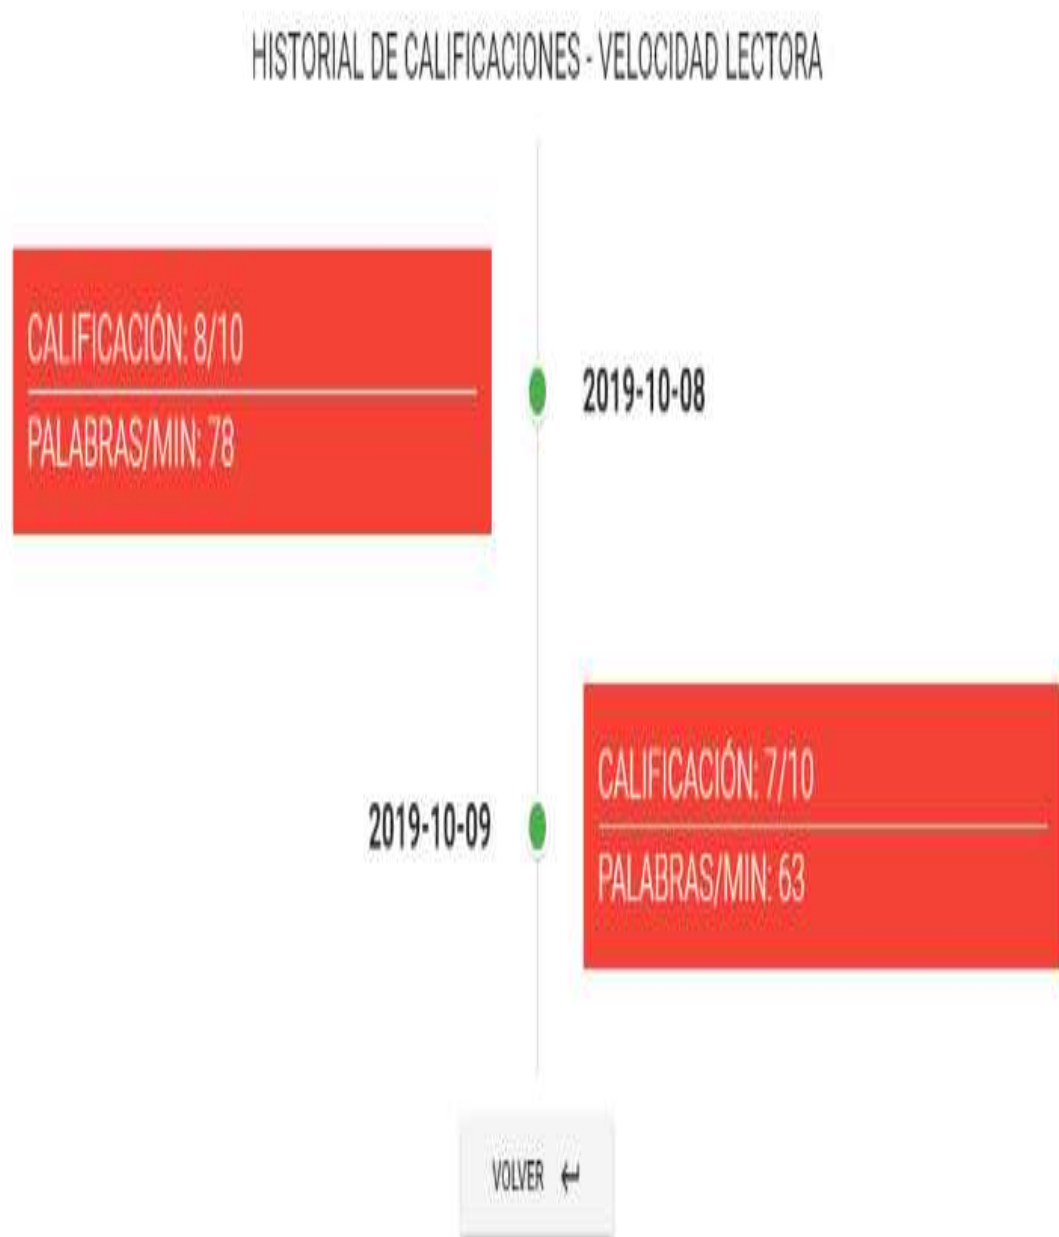 HISTORIAL DE CALIFICACIONES - VELOCIDAD LECTORA
CALIFICACIÓN: 8/10
PALABRAS/MIN: 78
2019-10-08
2019-10-09
CALIFICACIÓN: 7/10
PALABRAS/MIN: 63
VOLVER